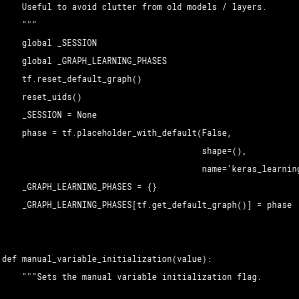 Useful to avoid clutter from old models / layers.
"""
global _SESSION
global _GRAPH_LEARNING_PHASES
tf.reset_default_graph()
reset_uids()
_SESSION = None
phase = tf.placeholder_with_default(False,
shape=(),
name='keras_learning
_GRAPH_LEARNING_PHASES = {}
_GRAPH_LEARNING_PHASES[tf.get_default_graph()] = phase
def manual_variable_initialization(value):
"""Sets the manual variable initialization flag.